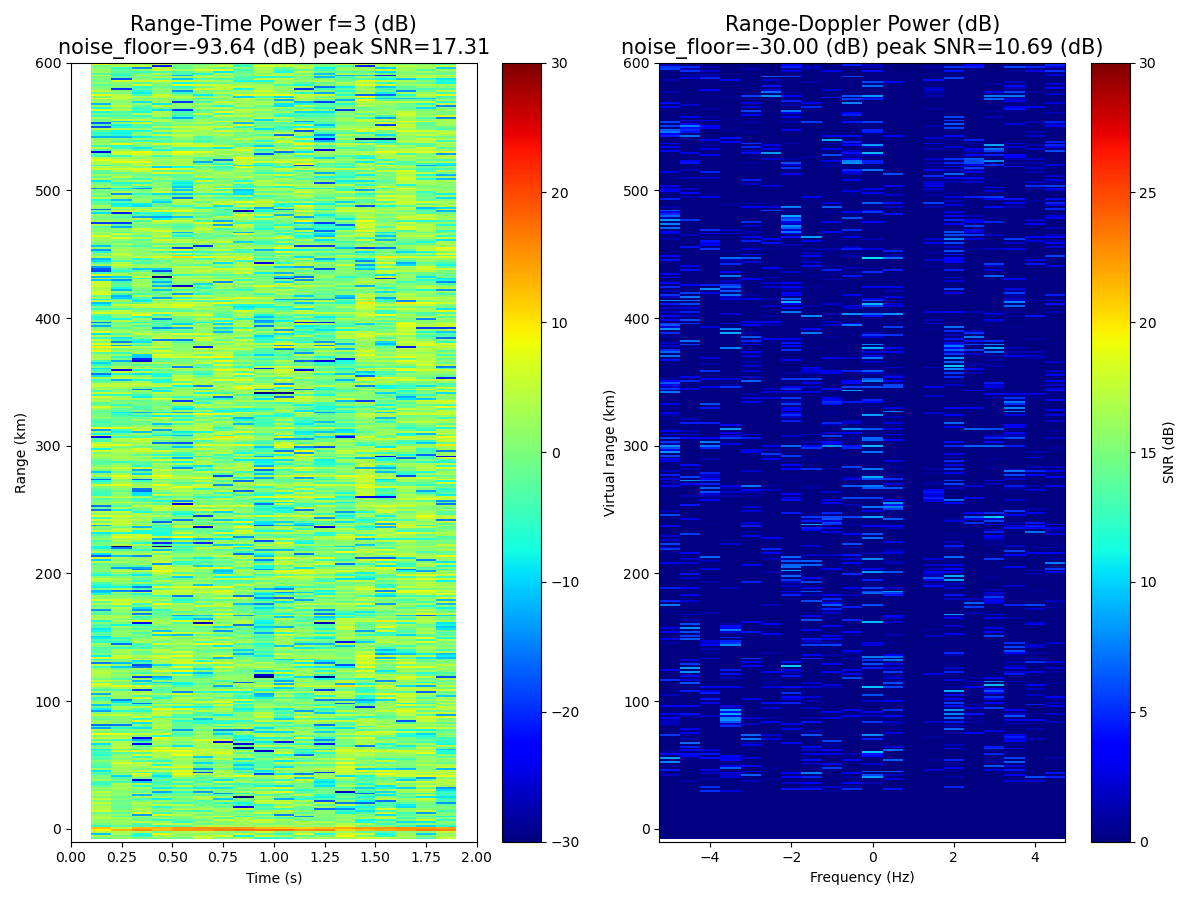 Range-Time Power f=3 (dB)
noise_floor=-93.64 (dB) peak SNR=17.31
Range-Doppler Power (dB)
noise_floor=-30.00 (dB) peak SNR=10.69 (dB)
600
500
400
300
200
100
0
Range (km)
0.00 0.25 0.50 0.75 1.00 1.25 1.50 1.75 2.00
Time (s)
30
20
10
0
−10
−20
−30
600
500
400
300
200
100
0
Virtual range (km)
−4 −2 0 2 4
Frequency (Hz)
30
25
20
15
10
5
0
SNR (dB)